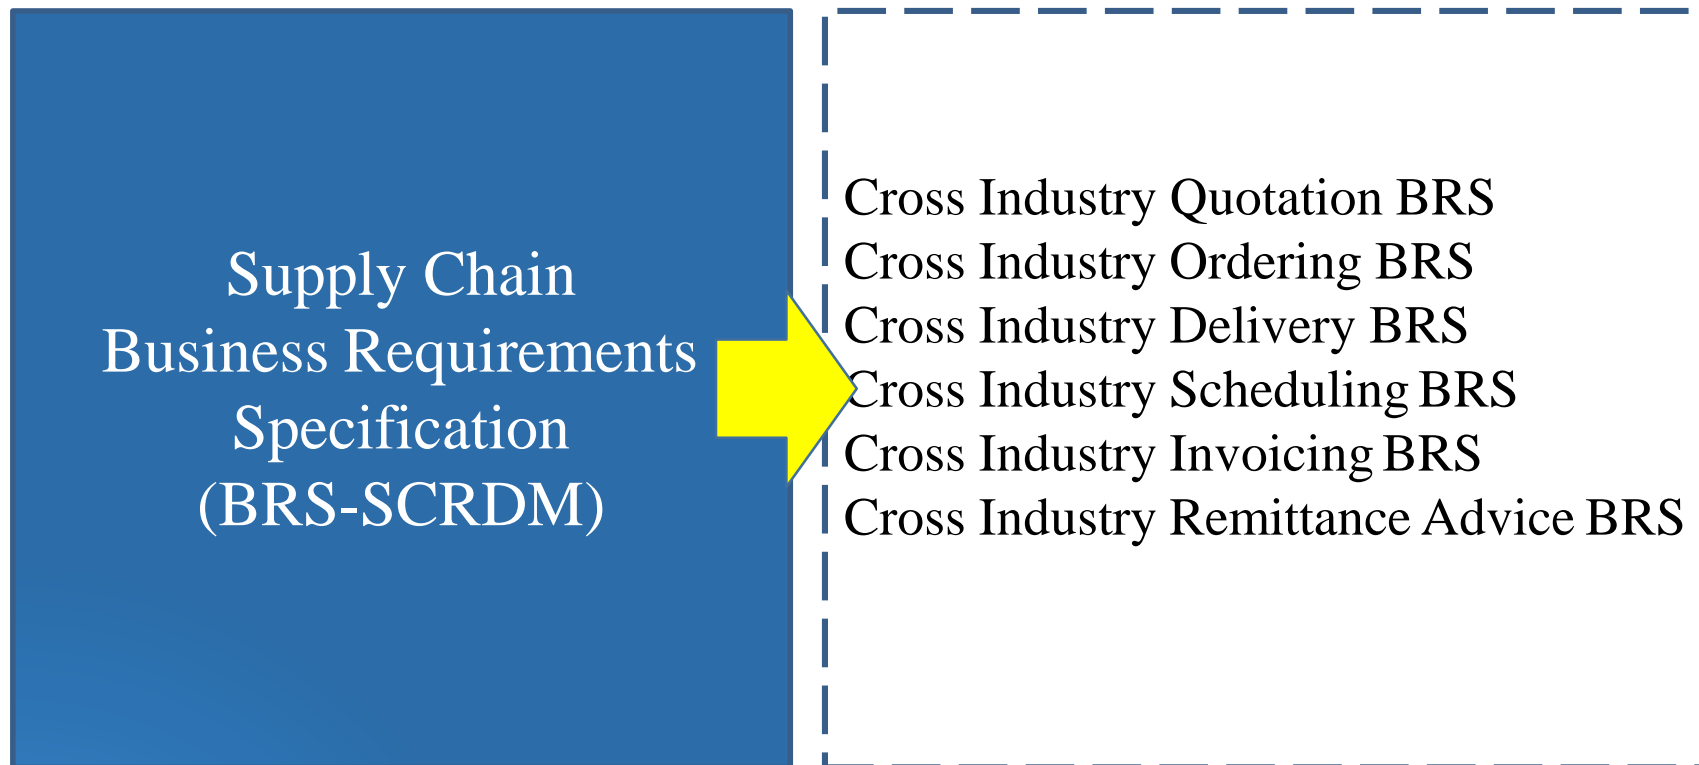 Supply Chain
Business Requirements
Specification
(BRS-SCRDM)
Cross Industry Quotation BRS
Cross Industry Ordering BRS
Cross Industry Delivery BRS
Cross Industry Scheduling BRS
Cross Industry Invoicing BRS
Cross Industry Remittance Advice BRS